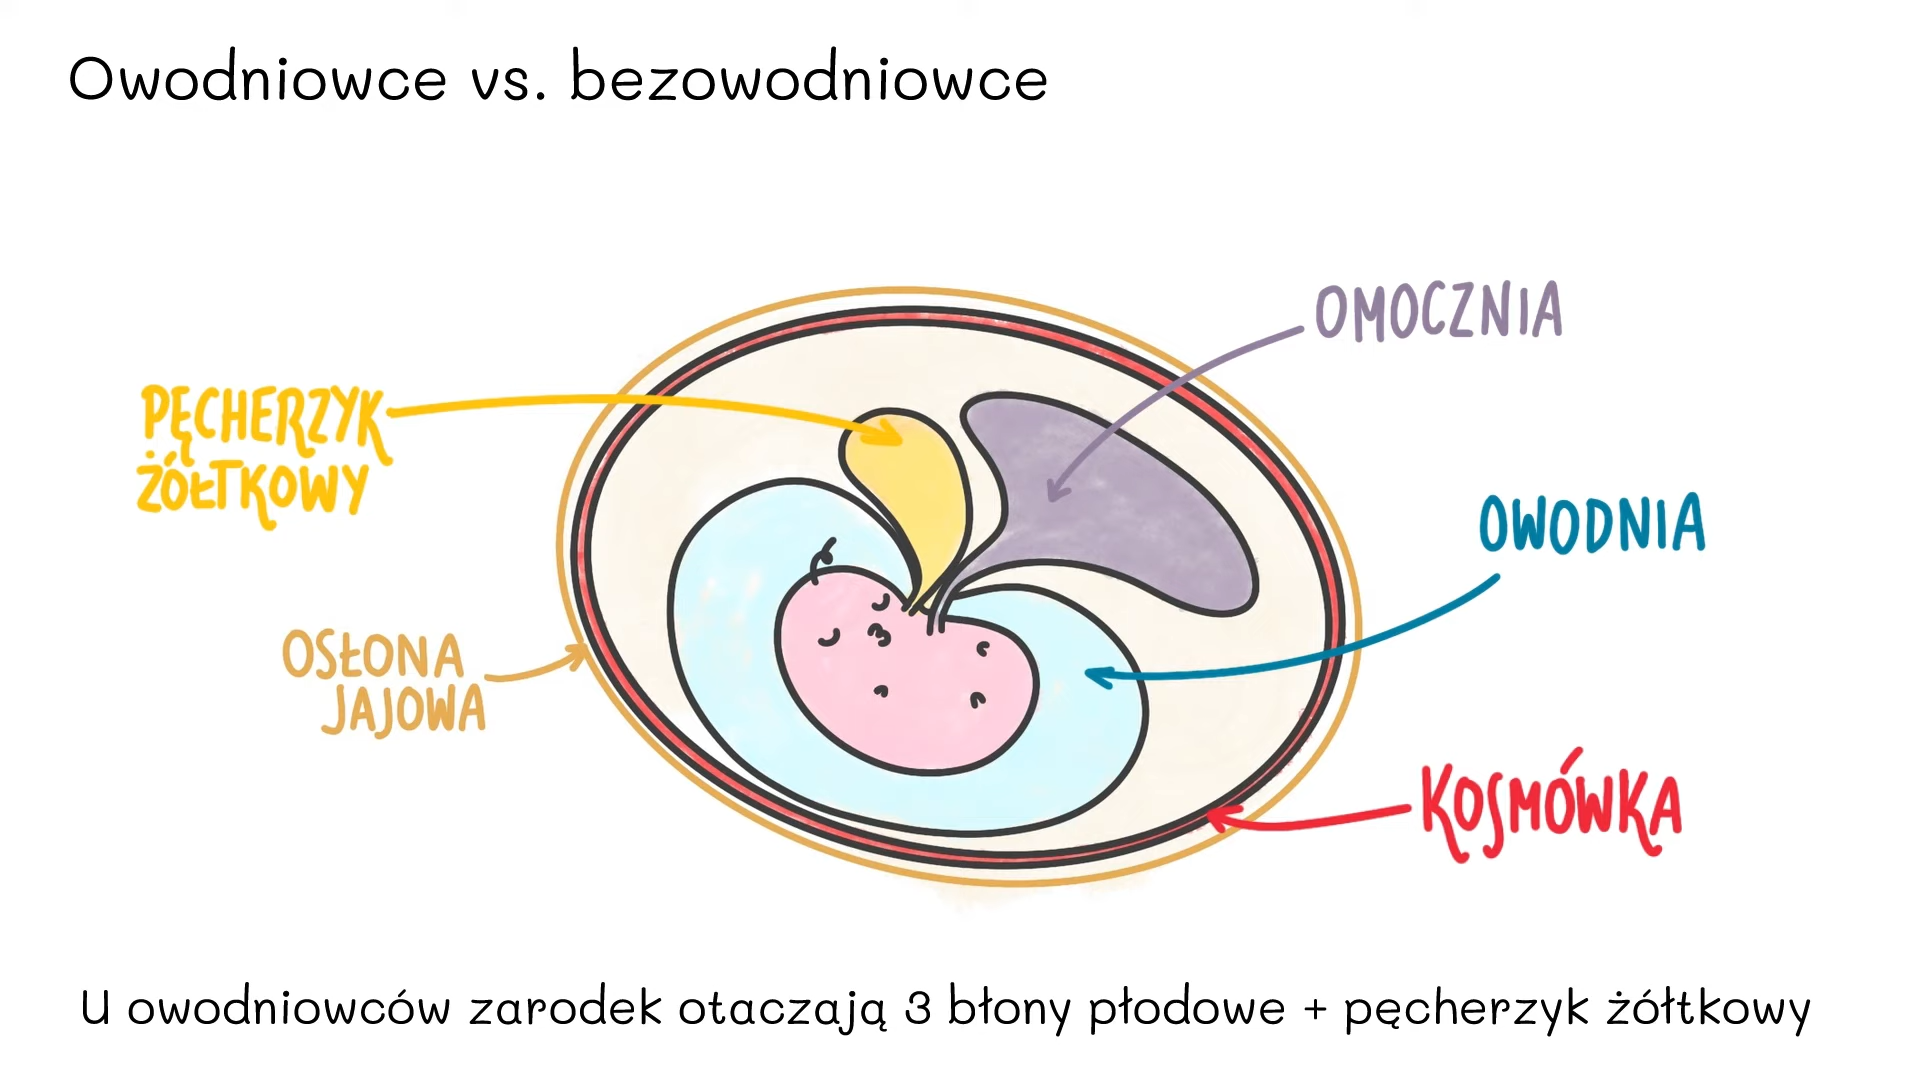 Owodniowce vs. bezowodniowce
OMOCZNIA
PĘCHERZYK
ŻÓŁTKOWY
OWODNIA
OSŁONA
JAJOWA
KOSMÓWKA
U owodniowców zarodek otaczają 3 błony płodowe + pęcherzyk żółtkowy